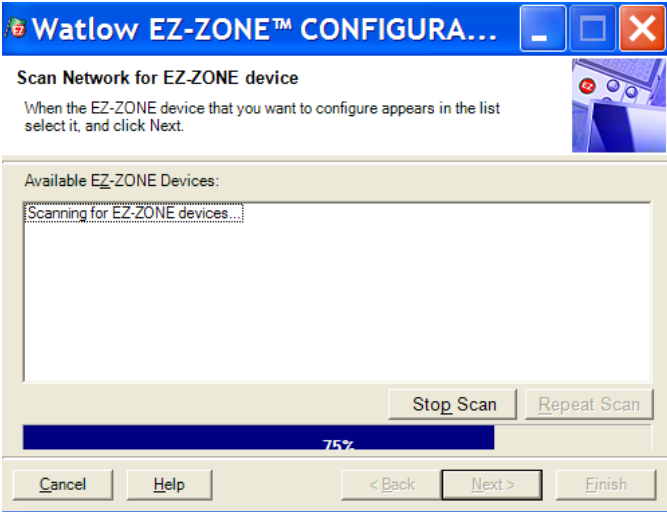 Watlow EZ-ZONE™ CONFIGURA...
Scan Network for EZ-ZONE device
When the EZ-ZONE device that you want to configure appears in the list
select it, and click Next.
EZ
Available EZ-ZONE Devices:
Scanning for EZ-ZONE devices...
Stop Scan
Repeat Scan
75%
Cancel
Help
< Back
Next >
Finish